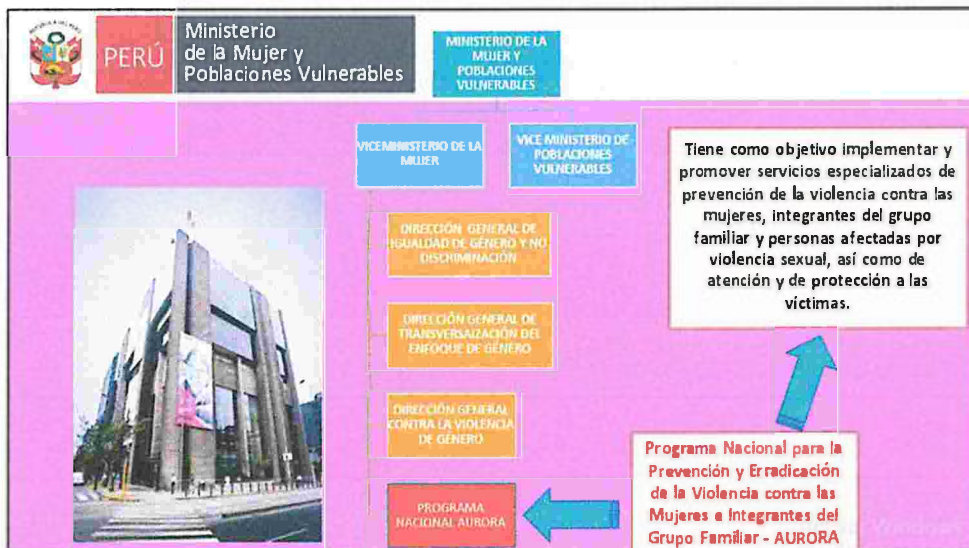 PERÚ
Ministerio
de la Mujer y
Poblaciones Vulnerables
MINISTERIO DE LA
MUJER Y
POBLACIONES
VULNERABLES
VICEMINISTERIO DE LA
MUJER
VICE MINISTERIO DE
POBLACIONES
VULNERABLES
DIRECCIÓN GENERAL DE
IGUALDAD DE GÉNERO Y NO
DISCRIMINACIÓN
DIRECCIÓN GENERAL DE
TRANSVERSAIZACIÓN DEL
ENFOQUE DE GÉNERO
DIRECCIÓN GENERAL
CONTRA LA VIOLENCIA
DE GÉNERO
PROGRAMA
NACIONAL AURORA
Tiene como objetivo implementar y
promover servicios especializados de
prevención de la violencia contra las
mujeres, integrantes del grupo
familiar y personas afectadas por
violencia sexual, así como de
atención y de protección a las
víctimas.
Programa Nacional para la
Prevención y Erradicación
de la Violencia contra las
Mujeres e Integrantes del
Grupo Familiar - AURORA